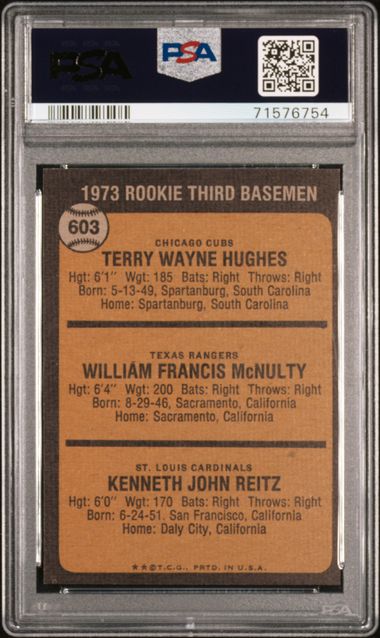 PSA
PSA
71576754
1973 ROOKIE THIRD BASEMEN
603
CHICAGO CUBS
TERRY WAYNE HUGHES
Hgt: 6'1" Wgt: 185 Bats: Right Throws: Right
Born: 5-13-49, Spartanburg, South Carolina
Home: Spartanburg, South Carolina
TEXAS RANGERS
WILLIAM FRANCIS McNULTY
Hgt: 6'4" Wgt: 200 Bats: Right Throws: Right
Born: 8-29-46, Sacramento, California
Home: Sacramento, California
ST. LOUIS CARDINALS
KENNETH JOHN REITZ
Hgt: 6'0" Wgt: 170 Bats: Right Throws: Right
Born: 6-24-51, San Francisco, California
Home: Daly City, California
★★©T.C.G., PRTD. IN U.S.A.